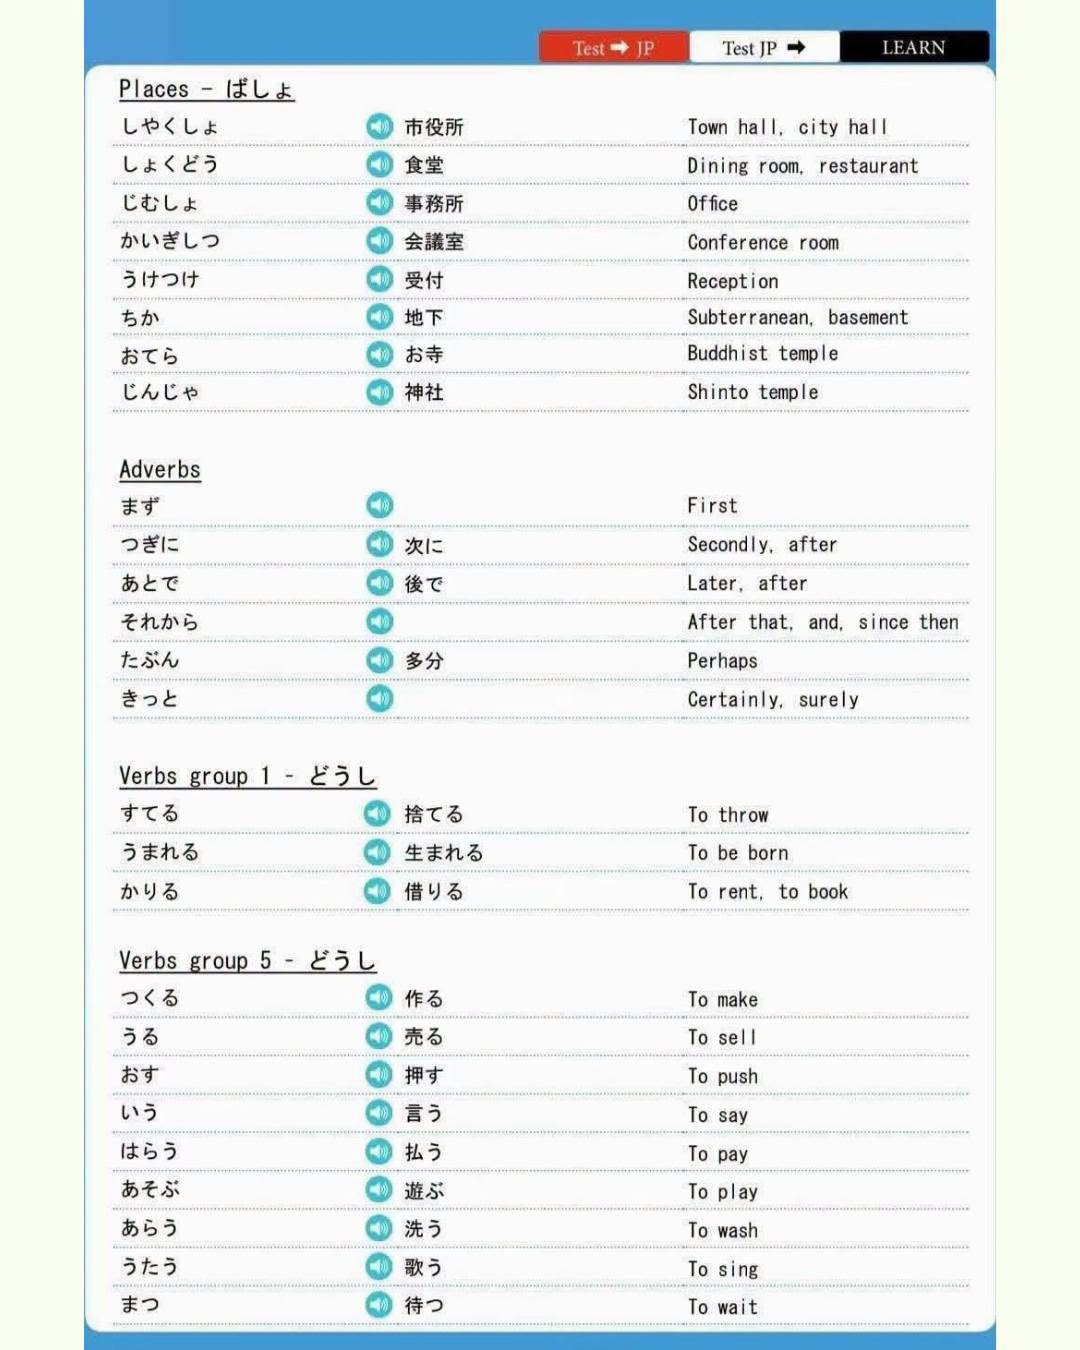 Test ➡ JP Test JP ➡ LEARN
Places - ばしょ
しやくしょ 市役所 Town hall, city hall
しょくどう 食堂 Dining room, restaurant
じむしょ 事務所 Office
かいぎしつ 会議室 Conference room
うけつけ 受付 Reception
ちか 地下 Subterranean, basement
おてら お寺 Buddhist temple
じんじゃ 神社 Shinto temple
Adverbs
まず First
つぎに 次に Secondly, after
あとで 後で Later, after
それから After that, and, since then
たぶん 多分 Perhaps
きっと Certainly, surely
Verbs group 1 - どうし
すてる 捨てる To throw
うまれる 生まれる To be born
かりる 借りる To rent, to book
Verbs group 5 - どうし
つくる 作る To make
うる 売る To sell
おす 押す To push
いう 言う To say
はらう 払う To pay
あそぶ 遊ぶ To play
あらう 洗う To wash
うたう 歌う To sing
まつ 待つ To wait